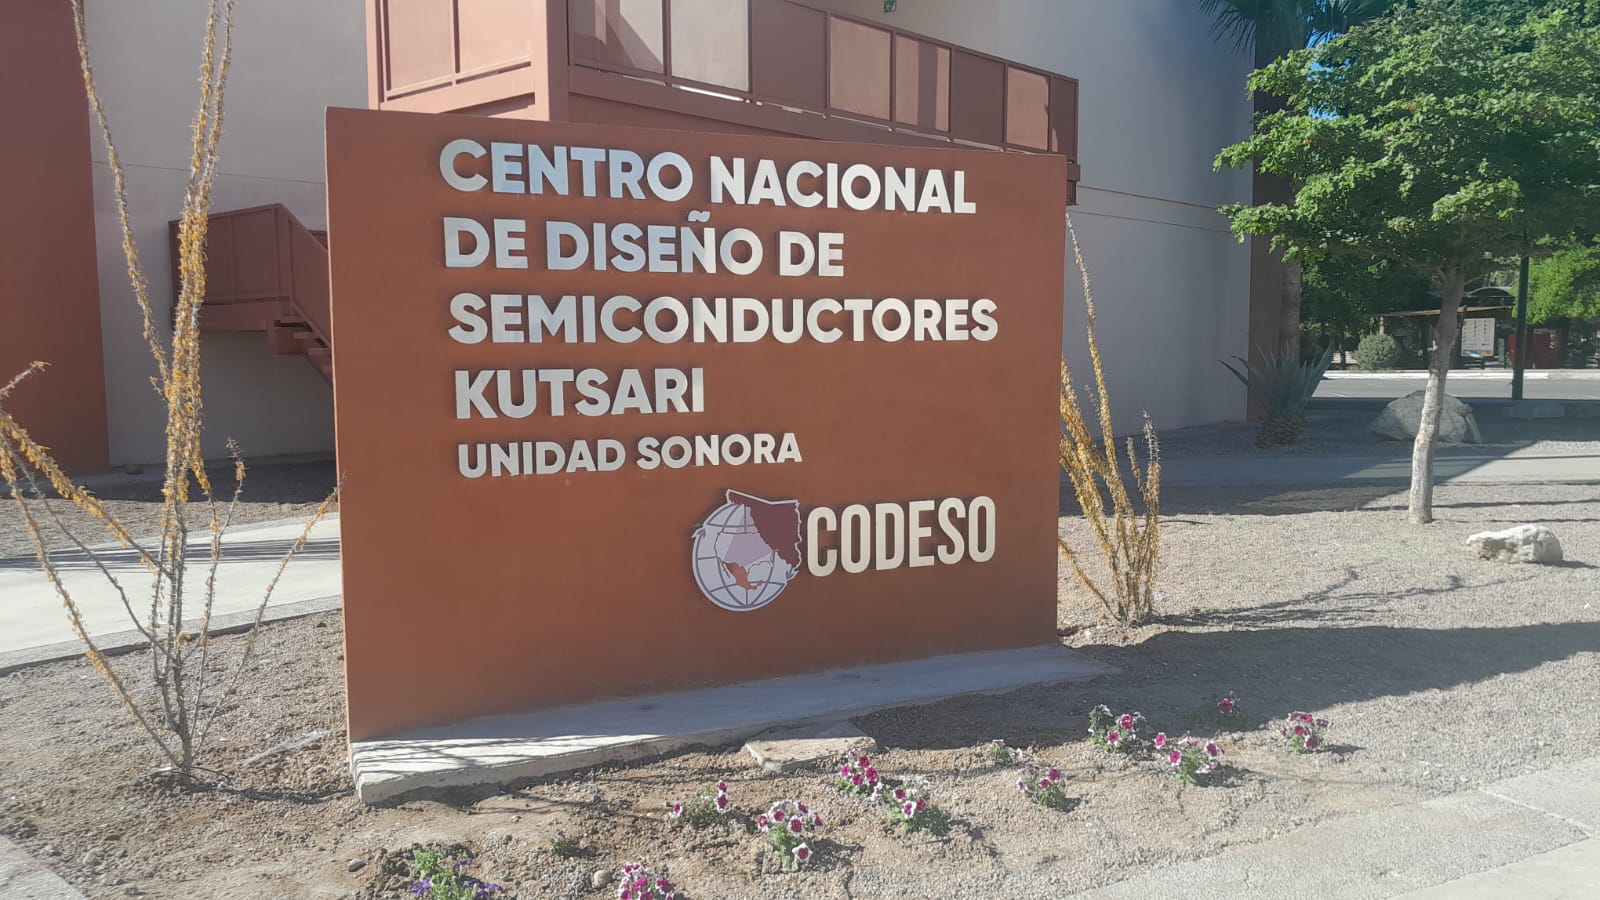 CENTRO NACIONAL
DE DISEÑO DE
SEMICONDUCTORES
KUTSARI
UNIDAD SONORA
CODESO